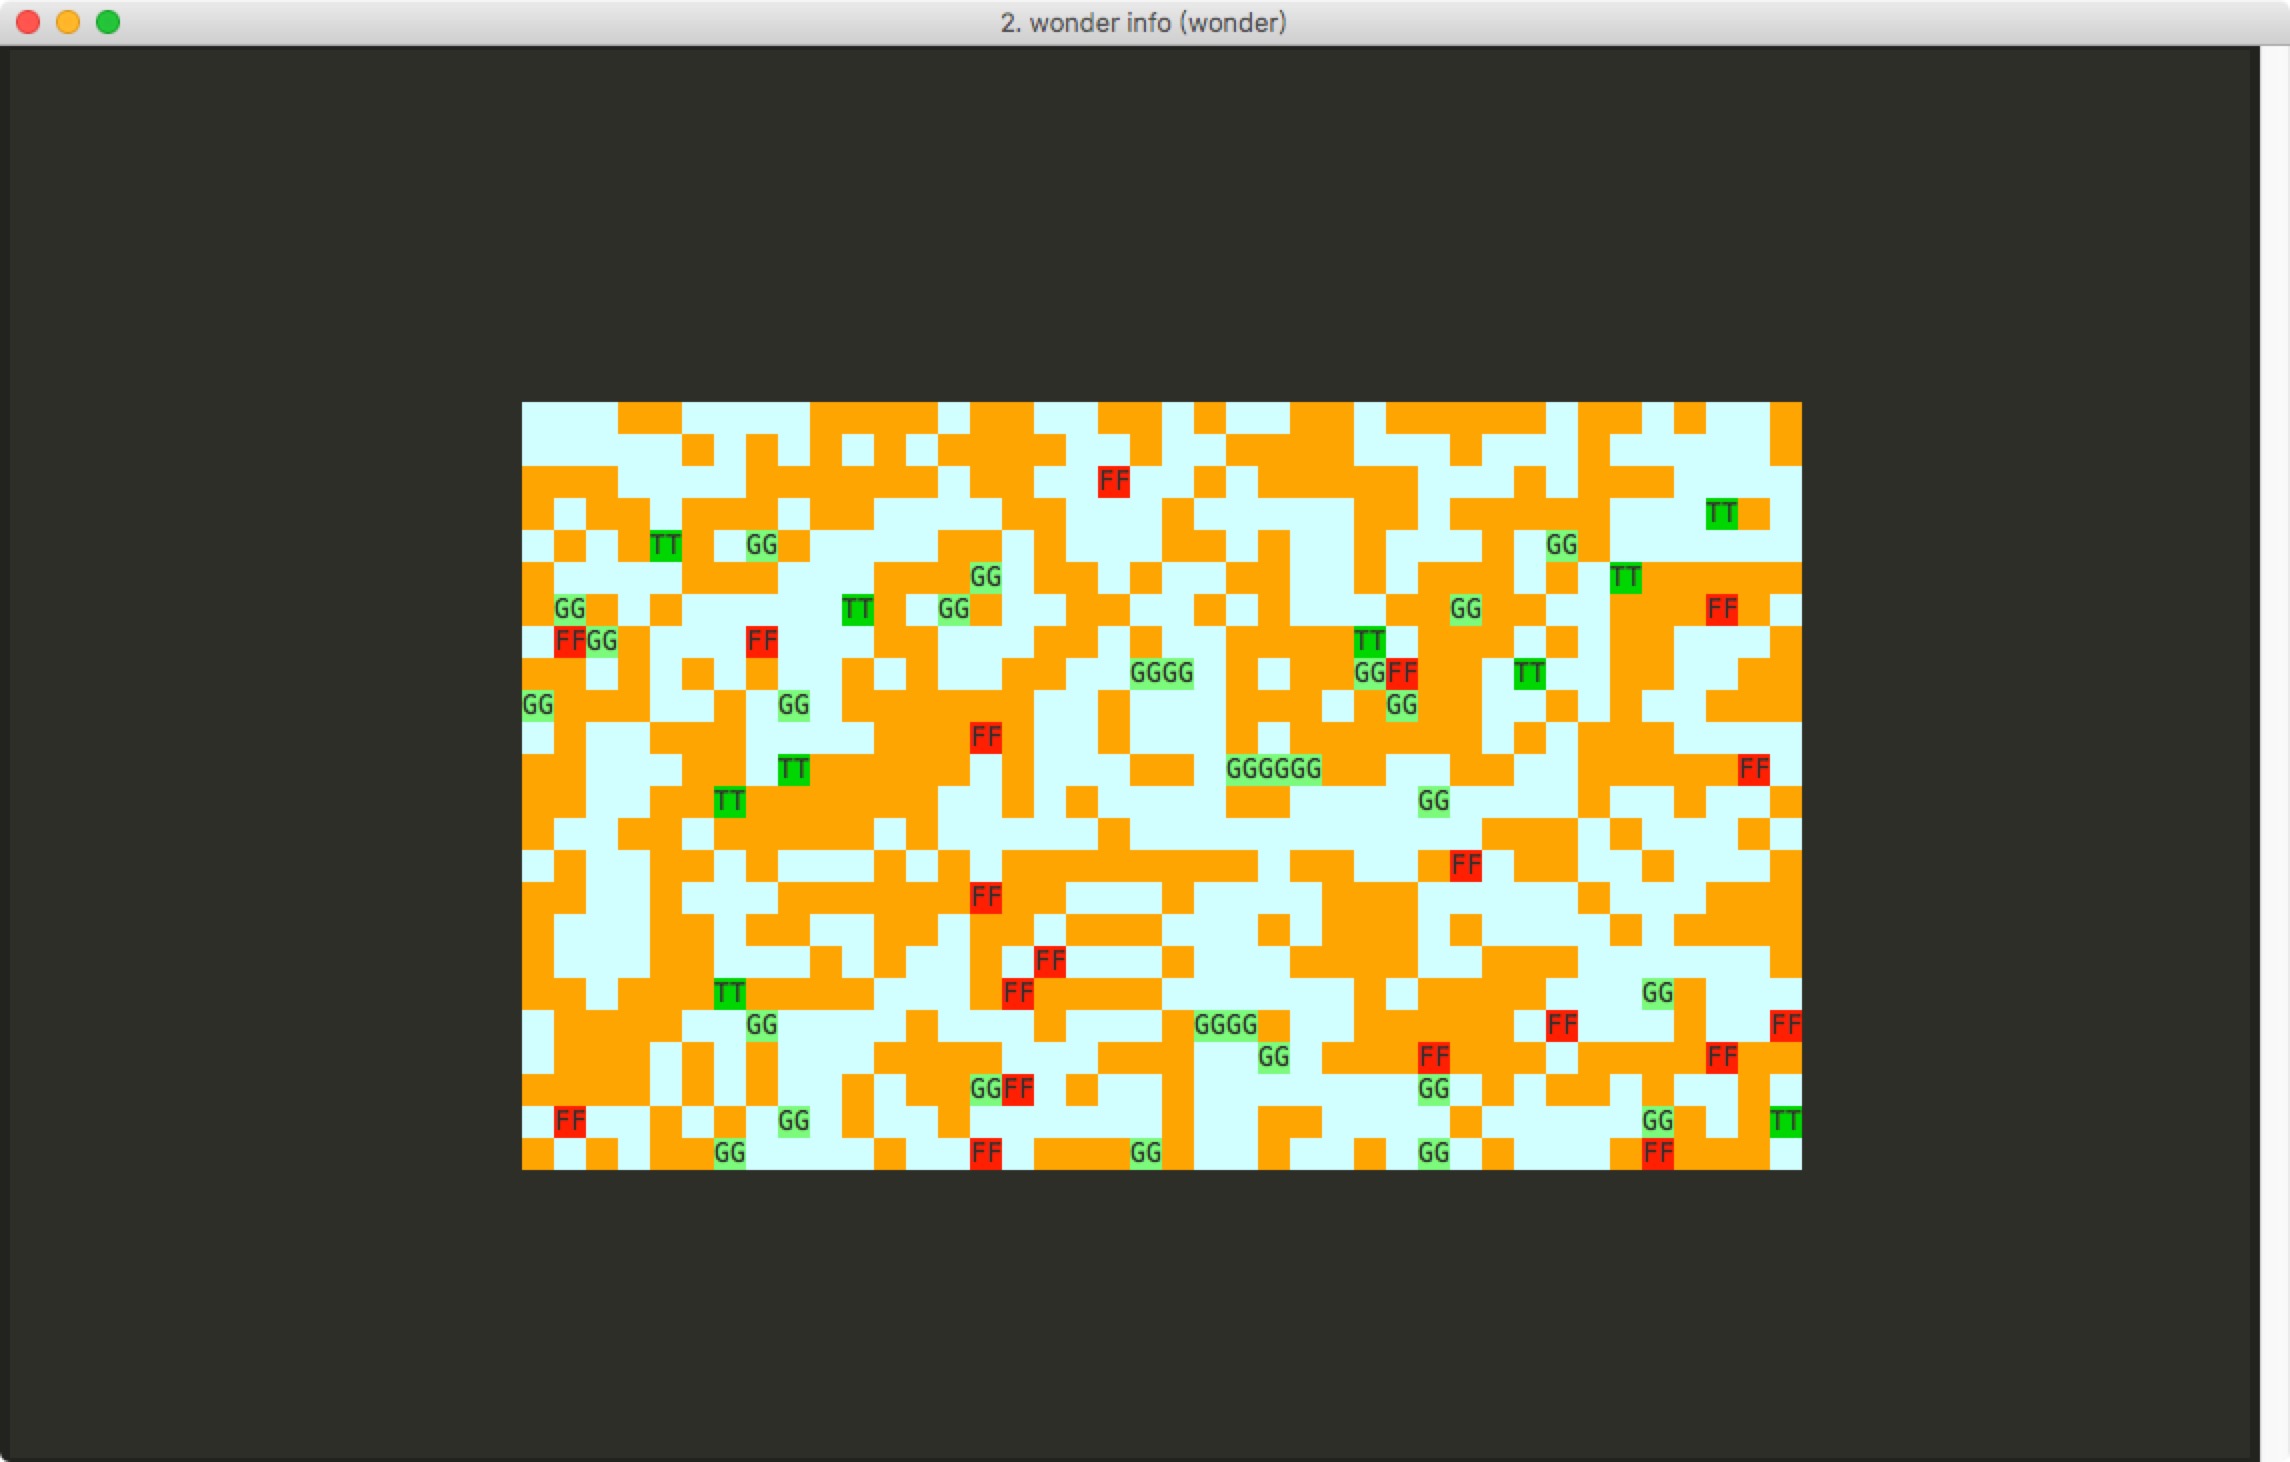 2. wonder info (wonder)
FF
TT
TT GG GG
GG TT
GG TT GG GG FF
FFGG FF TT
GGGG GGFF TT
GG GG GG
FF
TT GGGGGG FF
TT GG
FF
FF
FF
TT FF GG
GG GGGG FF FF
GG FF FF
GGFF GG
FF GG GG TT
GG FF GG GG FF